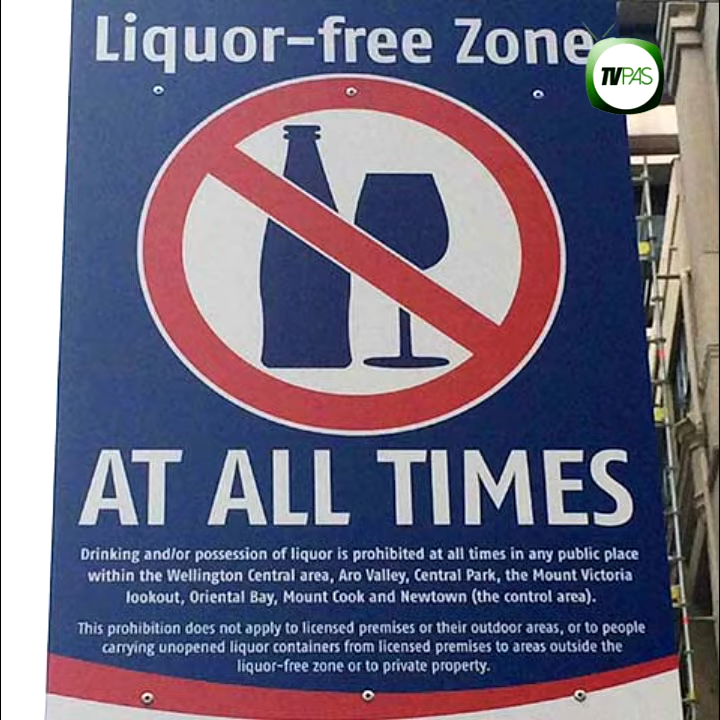 Liquor-free Zone
TVPAS
AT ALL TIMES
Drinking and/or possession of liquor is prohibited at all times in any public place
within the Wellington Central area, Aro Valley, Central Park, the Mount Victoria
lookout, Oriental Bay, Mount Cook and Newtown (the control area).
This prohibition does not apply to licensed premises or their outdoor areas, or to people
carrying unopened liquor containers from licensed premises to areas outside the
liquor-free zone or to private property.